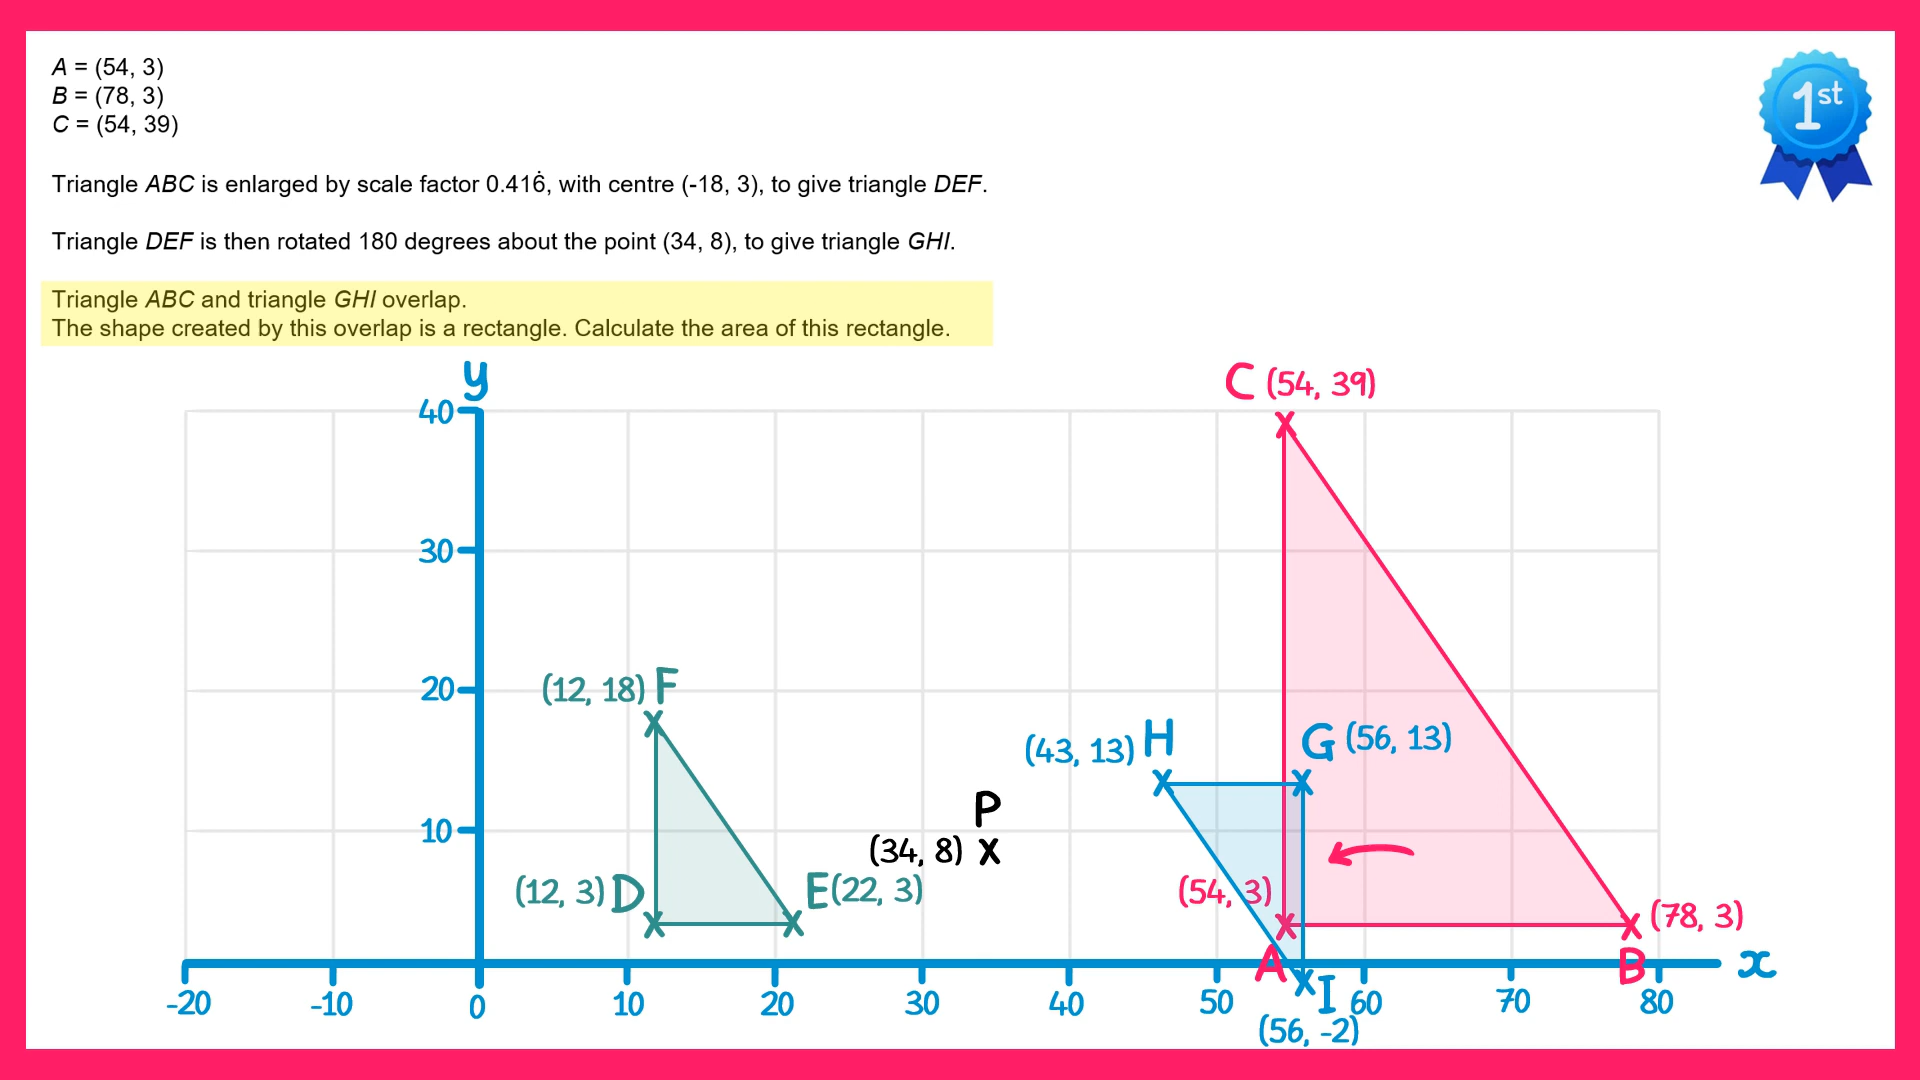 A = (54, 3)
B = (78, 3)
C = (54, 39)
1st
Triangle ABC is enlarged by scale factor 0.416̇, with centre (-18, 3), to give triangle DEF.
Triangle DEF is then rotated 180 degrees about the point (34, 8), to give triangle GHI.
Triangle ABC and triangle GHI overlap.
The shape created by this overlap is a rectangle. Calculate the area of this rectangle.
y
C (54, 39)
40
30
20
10
(12, 18) F
(43, 13) H
G (56, 13)
P
(34, 8) x
(12, 3) D
E (22, 3)
(54, 3)
A
(78, 3)
B
x
-20 -10 0 10 20 30 40 50 60 70 80
I
(56, -2)